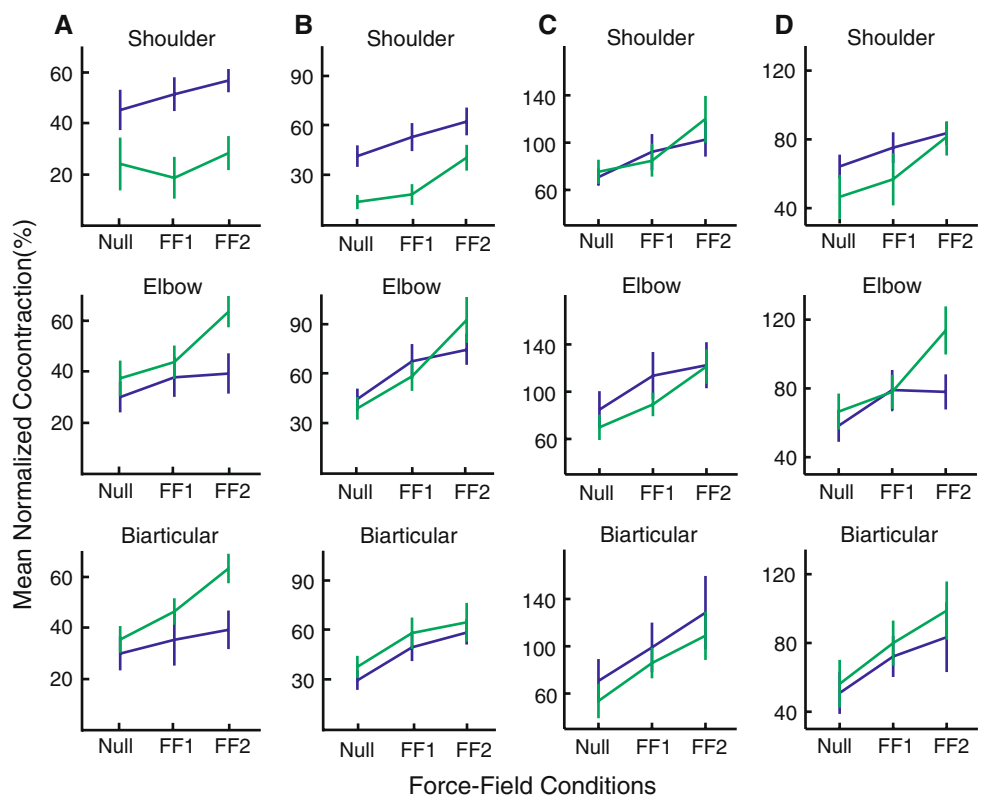 A
B
C
D
Shoulder
Shoulder
Shoulder
Shoulder
60
40
20
90
60
30
140
100
60
120
80
40
Null FF1 FF2
Null FF1 FF2
Null FF1 FF2
Null FF1 FF2
Elbow
Elbow
Elbow
Elbow
60
40
20
90
60
30
140
100
60
120
80
40
Null FF1 FF2
Null FF1 FF2
Null FF1 FF2
Null FF1 FF2
Biarticular
Biarticular
Biarticular
Biarticular
60
40
20
90
60
30
140
100
60
120
80
40
Null FF1 FF2
Null FF1 FF2
Null FF1 FF2
Null FF1 FF2
Mean Normalized Cocontraction(%)
Force-Field Conditions